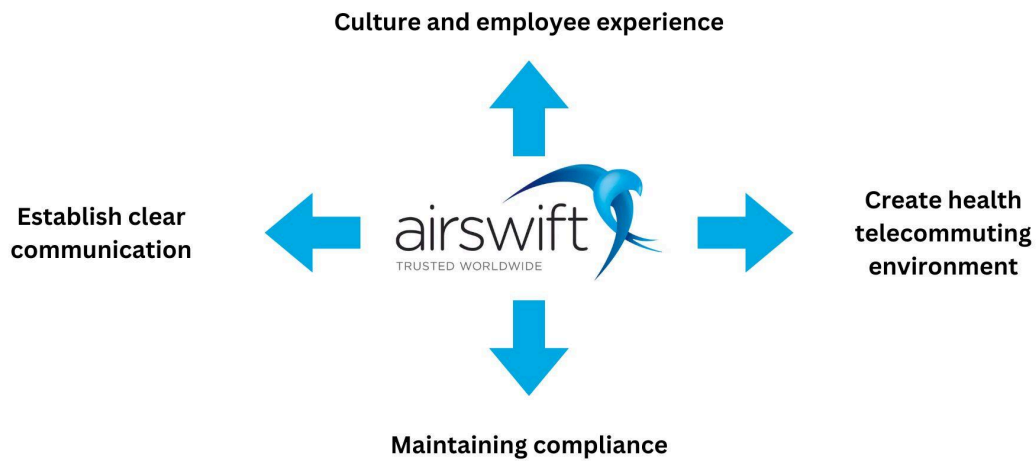 Culture and employee experience
Establish clear
communication
airswift
TRUSTED WORLDWIDE
Create health
telecommuting
environment
Maintaining compliance